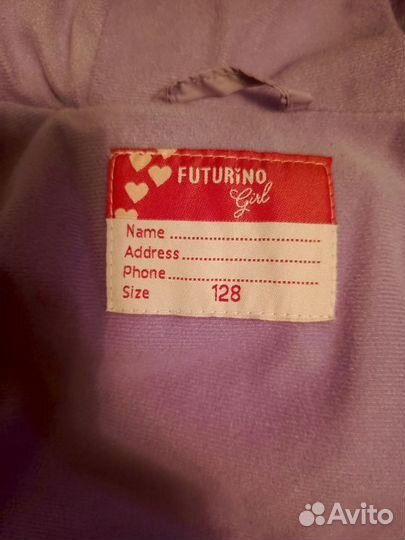 FUTURINO
Girl
Name ............................
Address ........................
Phone ..........................
Size 128
Avito